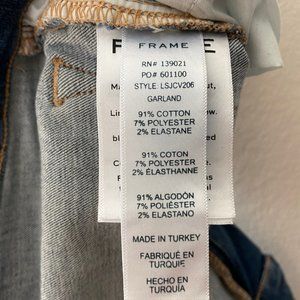 FRAME
RN# 139021
PO# 601100
STYLE: LSJCV206
GARLAND
91% COTTON
7% POLYESTER
2% ELASTANE
91% COTON
7% POLYESTER
2% ÉLASTHANNE
91% ALGODÓN
7% POLIÉSTER
2% ELASTANO
MADE IN TURKEY
FABRIQUÉ EN
TURQUIE
HECHO EN
TURQUÍA